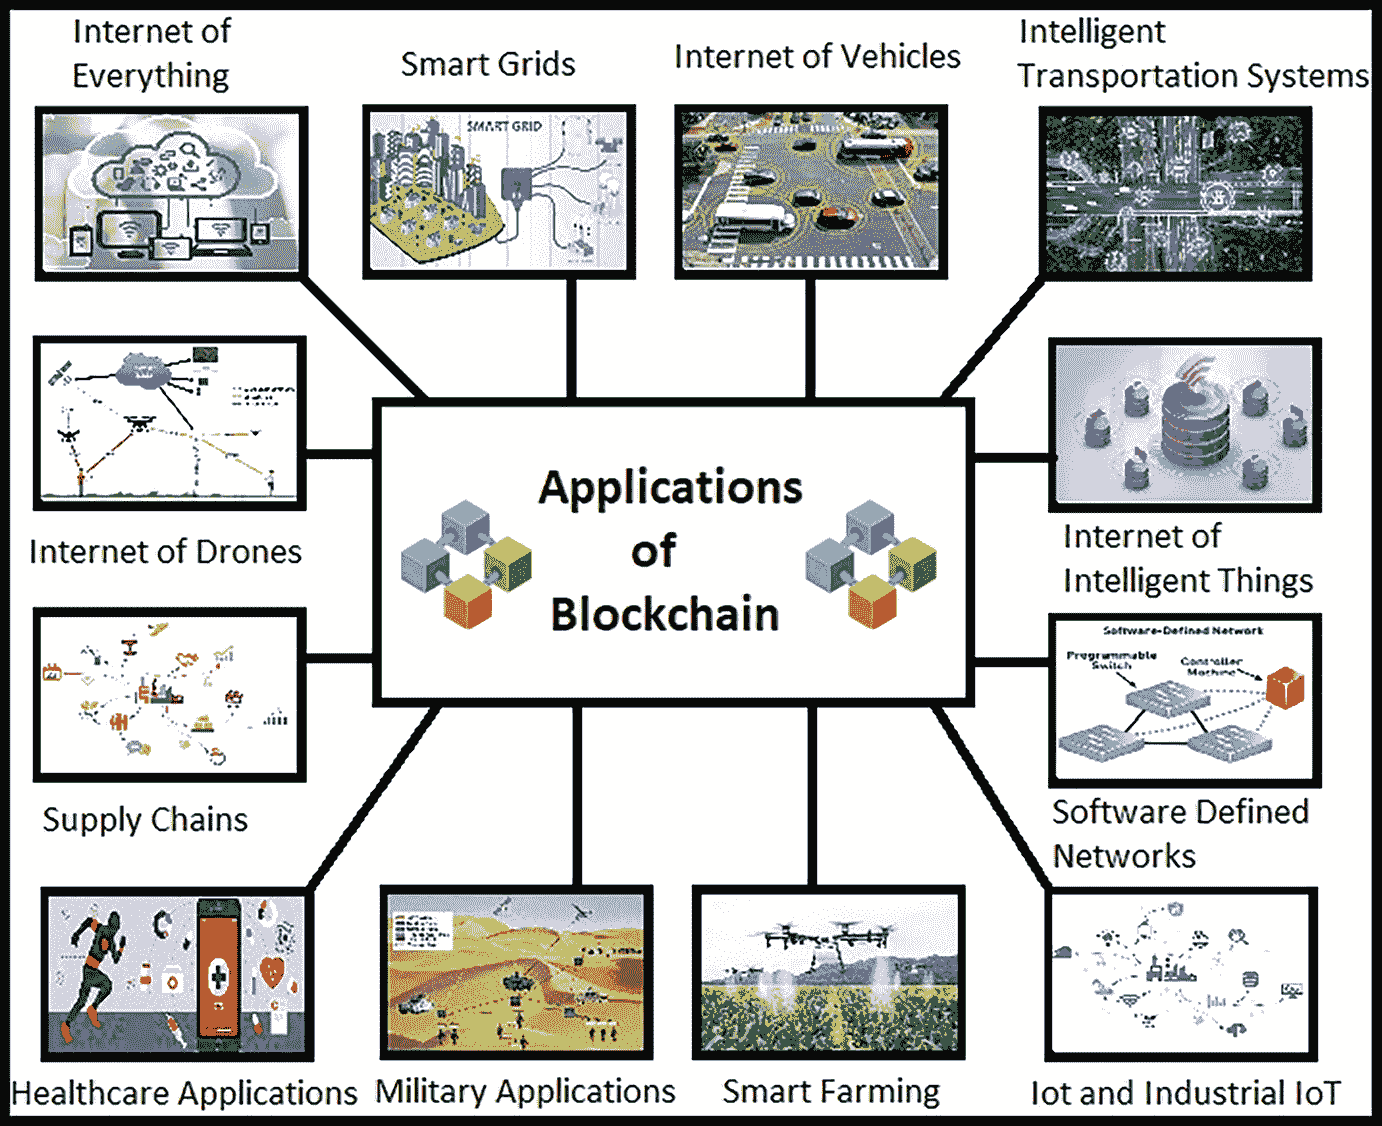 Internet of
Everything
Smart Grids
Internet of Vehicles
Intelligent
Transportation Systems
SMART GRID
Applications
of
Blockchain
Internet of Drones
Internet of
Intelligent Things
Supply Chains
Software-Defined Network
Programmable
Switch
Controller
Machine
Software Defined
Networks
Healthcare Applications
Military Applications
Smart Farming
Iot and Industrial IoT